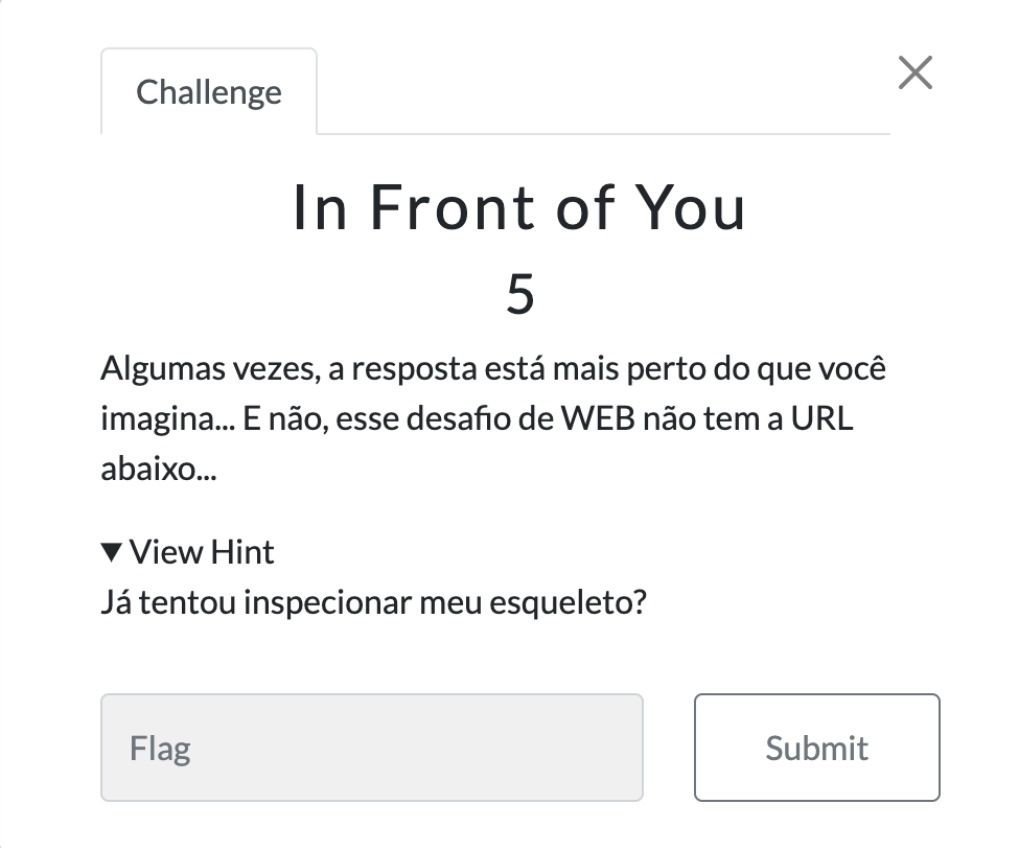 Challenge
In Front of You
5
Algumas vezes, a resposta está mais perto do que você
imagina... E não, esse desafio de WEB não tem a URL
abaixo...
▼ View Hint
Já tentou inspecionar meu esqueleto?
Flag
Submit